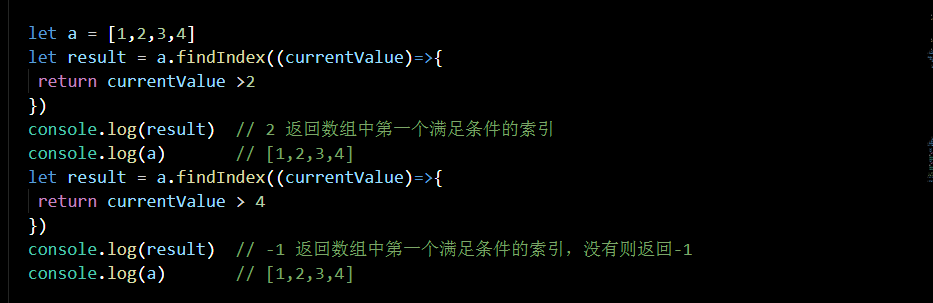 let a = [1,2,3,4]
let result = a.findIndex((currentValue)=>{
 return currentValue >2
})
console.log(result)  // 2 返回数组中第一个满足条件的索引
console.log(a)       // [1,2,3,4]
let result = a.findIndex((currentValue)=>{
 return currentValue > 4
})
console.log(result)  // -1 返回数组中第一个满足条件的索引，没有则返回-1
console.log(a)       // [1,2,3,4]